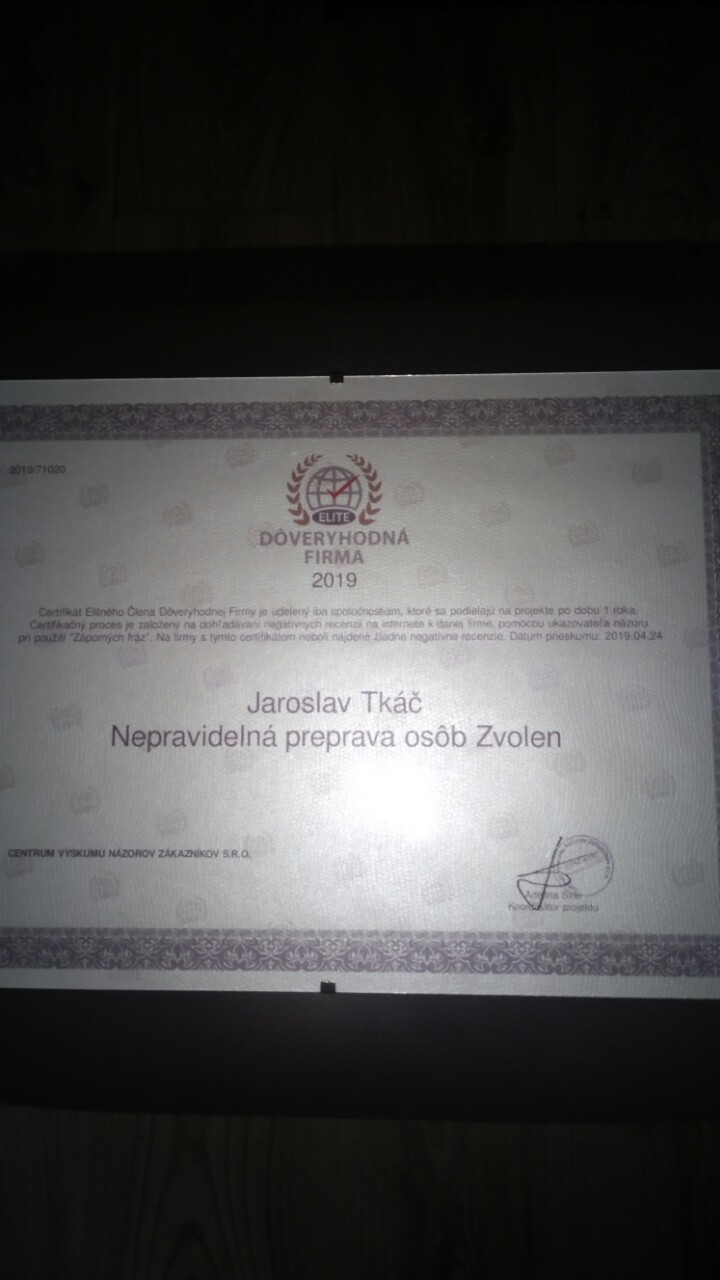 2019/71020
ELITE
DÔVERYHODNÁ
FIRMA
2019
Certifikát Elitného Člena Dôveryhodnej Firmy je udelený iba spoločnostiam, ktoré sa podielajú na projekte po dobu 1 roka.
Certifikačný proces je založený na dohľadávaní negatívnych recenzií na internete k danej firme, pomocou ukazovateľa názoru
pri použití "Záporných fráz". Na firmy s týmto certifikátom neboli nájdené žiadne negatívne recenzie. Dátum prieskumu: 2019.04.24
Jaroslav Tkáč
Nepravidelná preprava osôb Zvolen
CENTRUM VÝSKUMU NÁZOROV ZÁKAZNÍKOV S.R.O.
projektu